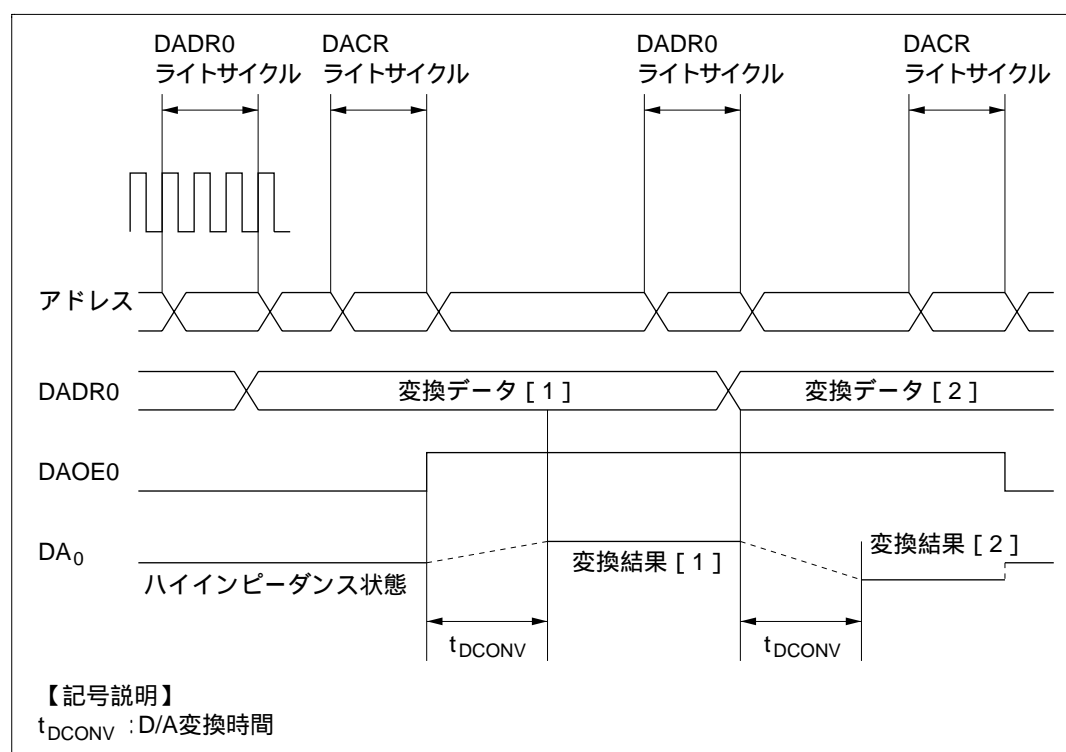 DADR0
ライトサイクル
DACR
ライトサイクル
DADR0
ライトサイクル
DACR
ライトサイクル
アドレス
DADR0
変換データ [ 1 ]
変換データ [ 2 ]
DAOE0
DA0
ハイインピーダンス状態
変換結果 [ 1 ]
変換結果 [ 2 ]
tDCONV
tDCONV
【記号説明】
tDCONV : D/A変換時間